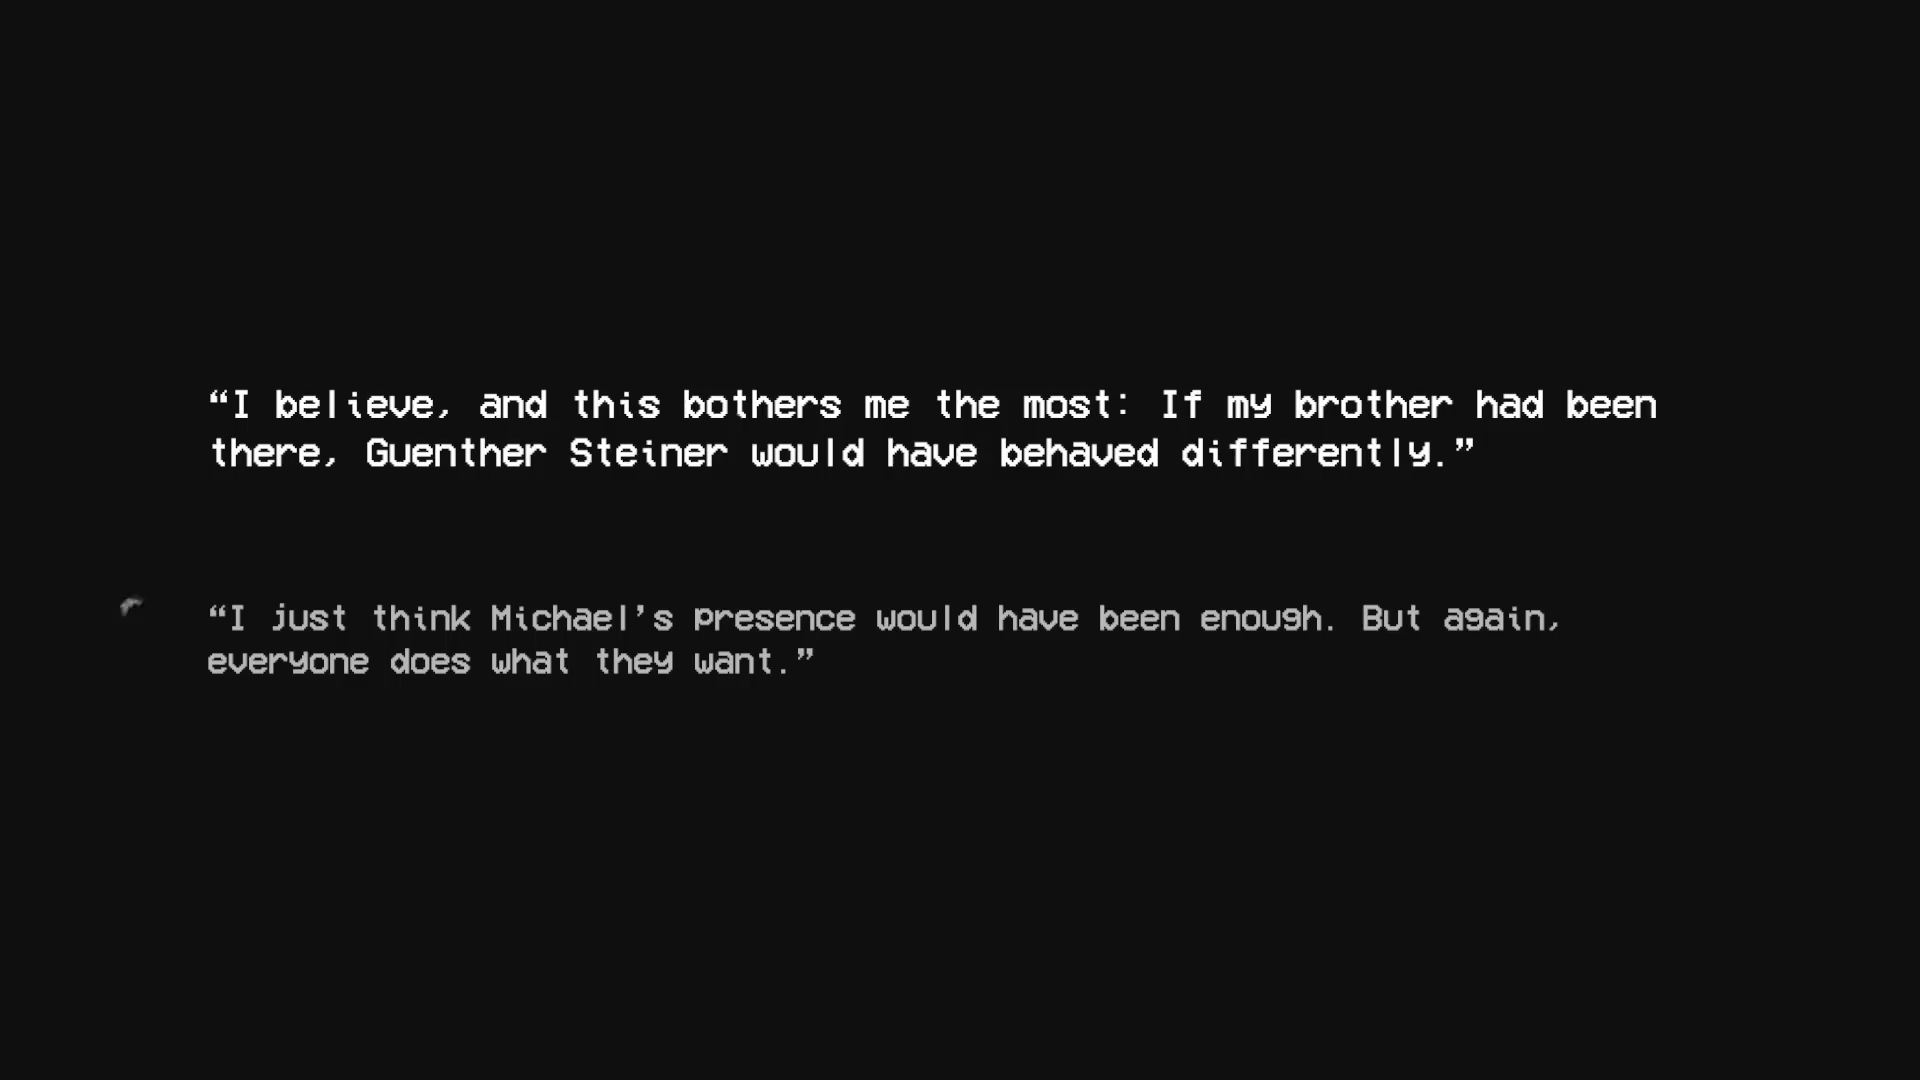 “I believe, and this bothers me the most: If my brother had been
there, Guenther Steiner would have behaved differently.”
“I just think Michael’s presence would have been enough. But again,
everyone does what they want.”